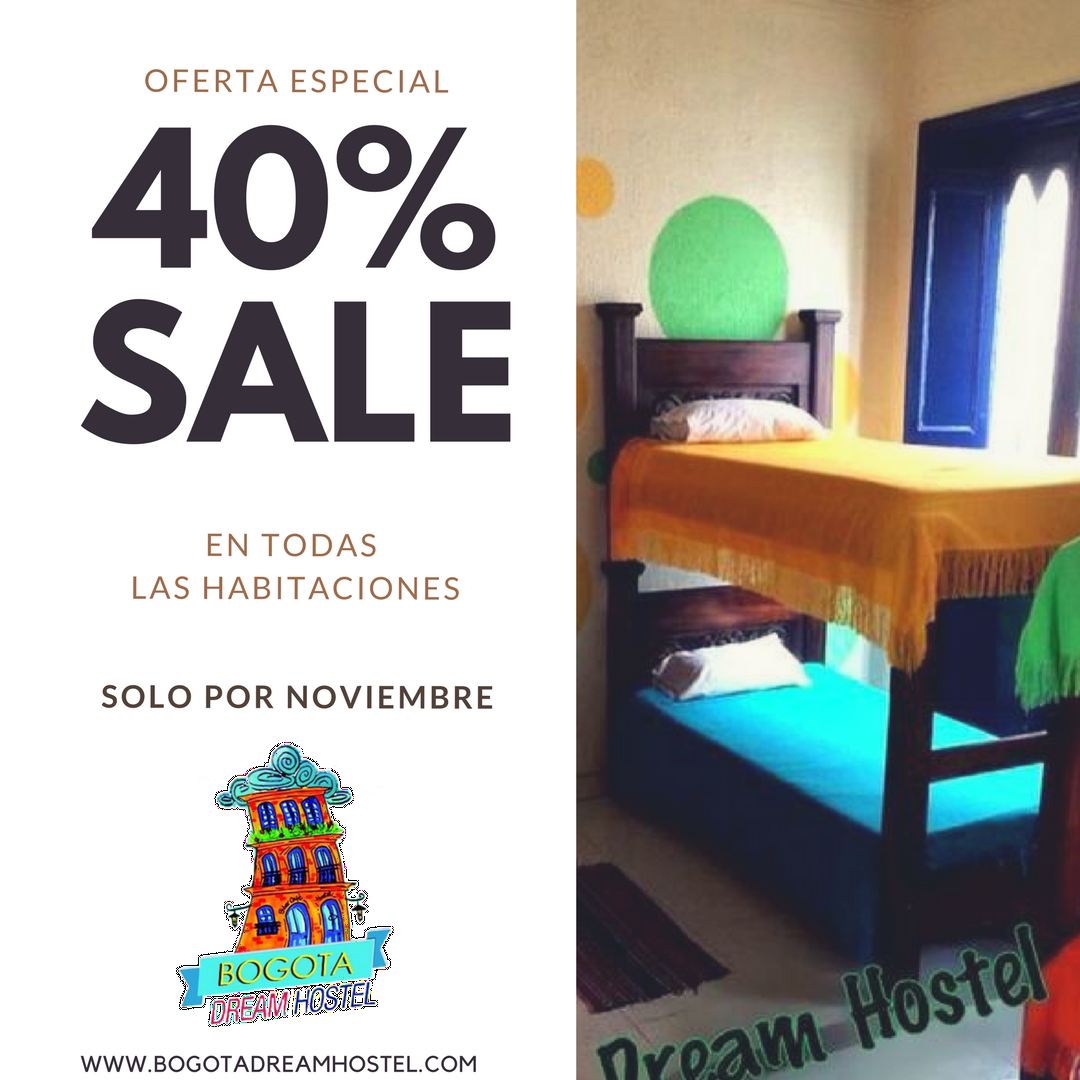 OFERTA ESPECIAL
40%
SALE
EN TODAS
LAS HABITACIONES
SOLO POR NOVIEMBRE
BOGOTA
DREAM HOSTEL
WWW.BOGOTADREAMHOSTEL.COM
Dream Hostel